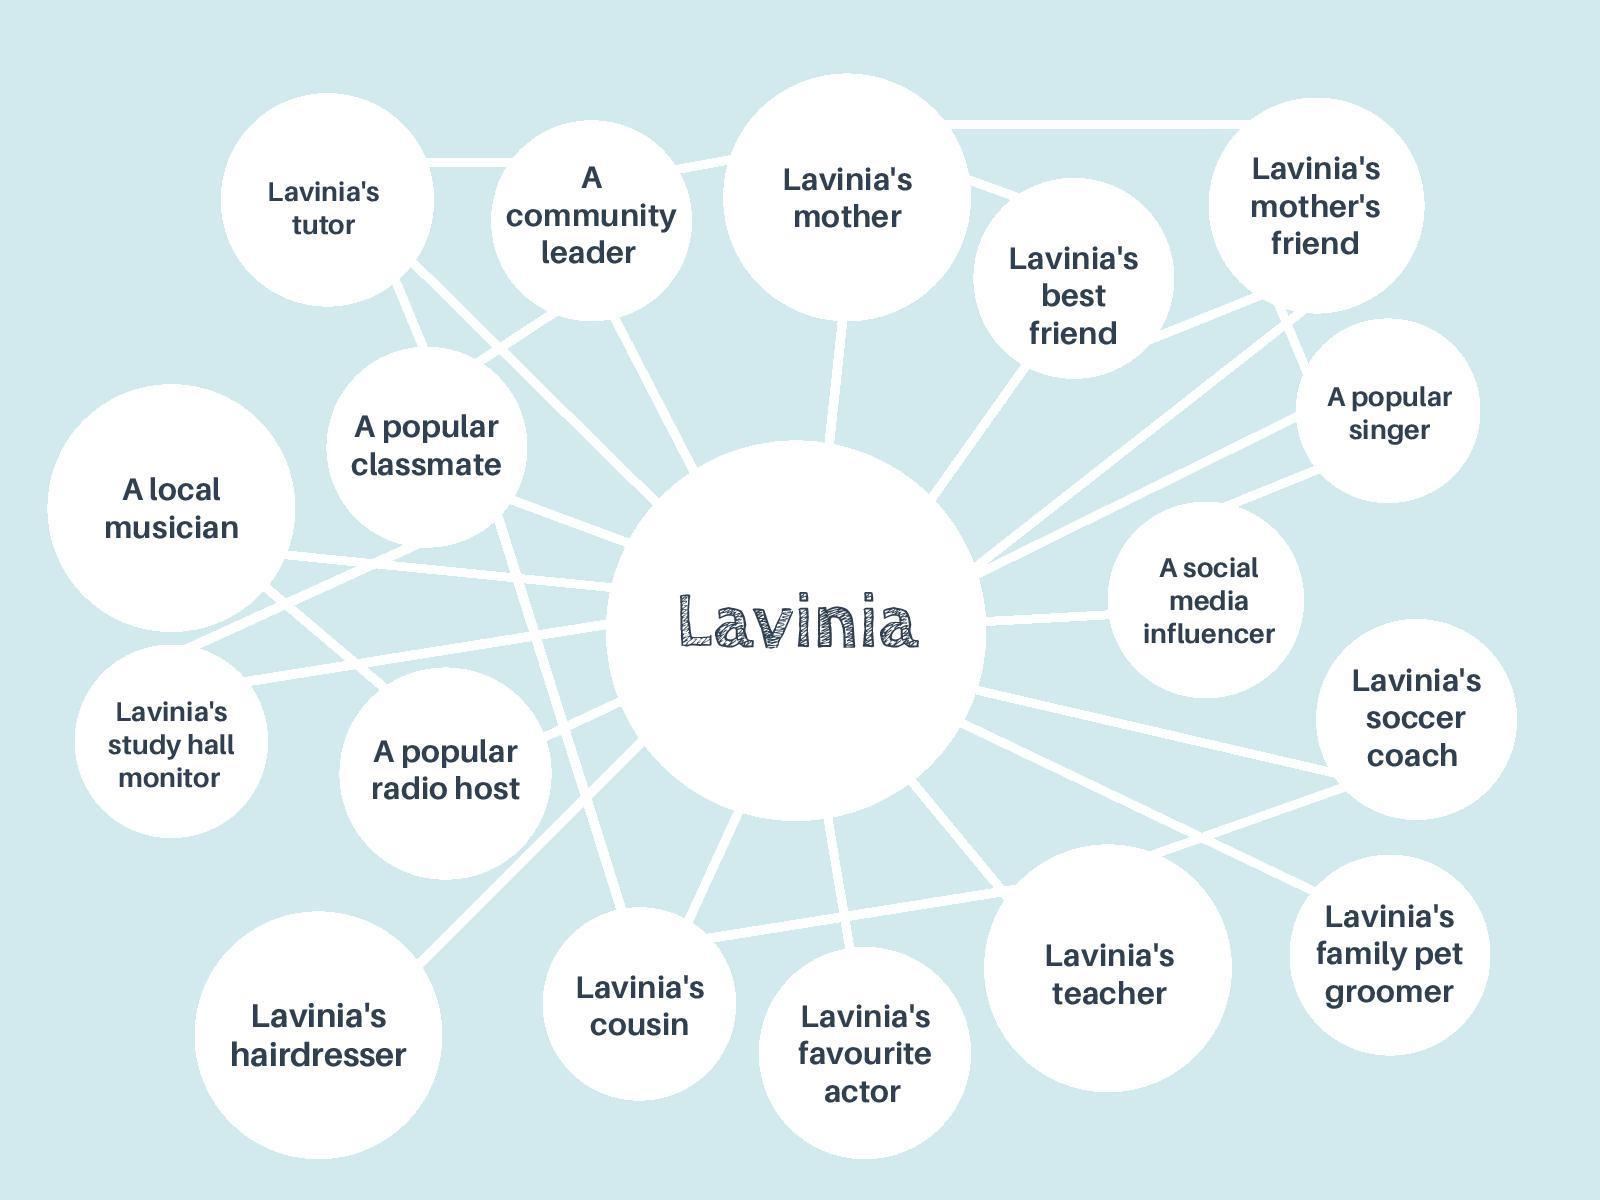 Lavinia's
tutor
A
community
leader
Lavinia's
mother
Lavinia's
best
friend
Lavinia's
mother's
friend
A popular
singer
A popular
classmate
A local
musician
Lavinia
A social
media
influencer
Lavinia's
soccer
coach
Lavinia's
study hall
monitor
A popular
radio host
Lavinia's
family pet
groomer
Lavinia's
hairdresser
Lavinia's
cousin
Lavinia's
favourite
actor
Lavinia's
teacher